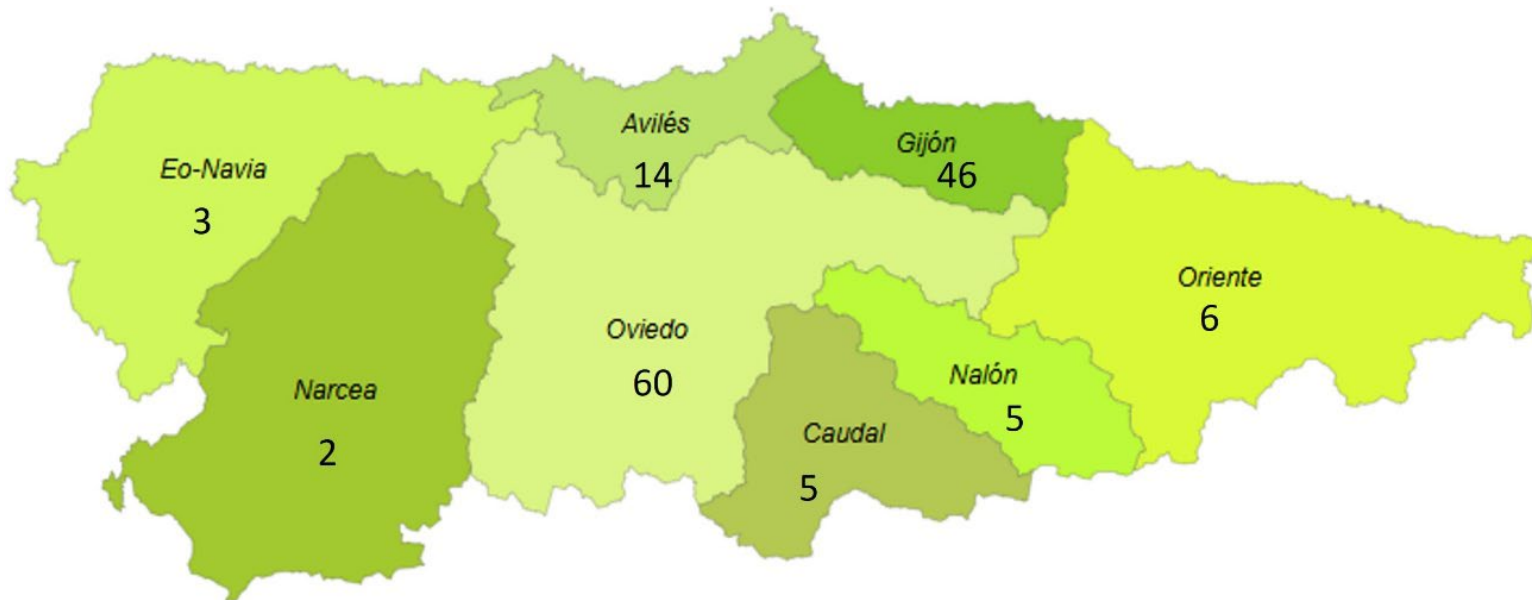 Avilés
14
Gijón
46
Eo-Navia
3
Oriente
6
Oviedo
60
Nalón
5
Narcea
2
Caudal
5